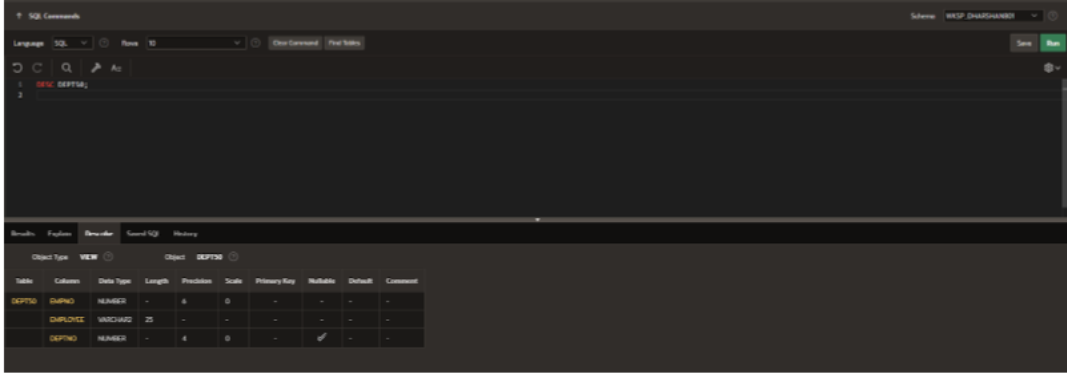 SQL Commands Schema WKSP_DHARSHAN001
Language SQL Rows 10 Clear Command Find Tables Save Run
1 DESC DEPT50;
2
Results Explain Describe Saved SQL History
Object Type VIEW Object DEPT50
Table Column Data Type Length Precision Scale Primary Key Nullable Default Comment
DEPT50 EMPNO NUMBER - 6 0 - - - -
EMPLOYEE VARCHAR2 25 - - - - - -
DEPTNO NUMBER - 4 0 - - -